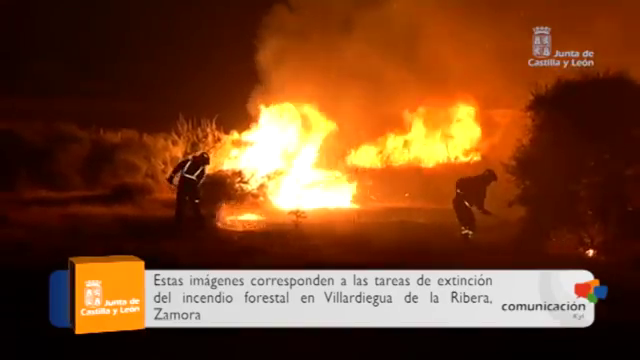 Junta de
Castilla y León
Estas imágenes corresponden a las tareas de extinción
del incendio forestal en Villardiegua de la Ribera,
Zamora
Junta de
Castilla y León
comunicación